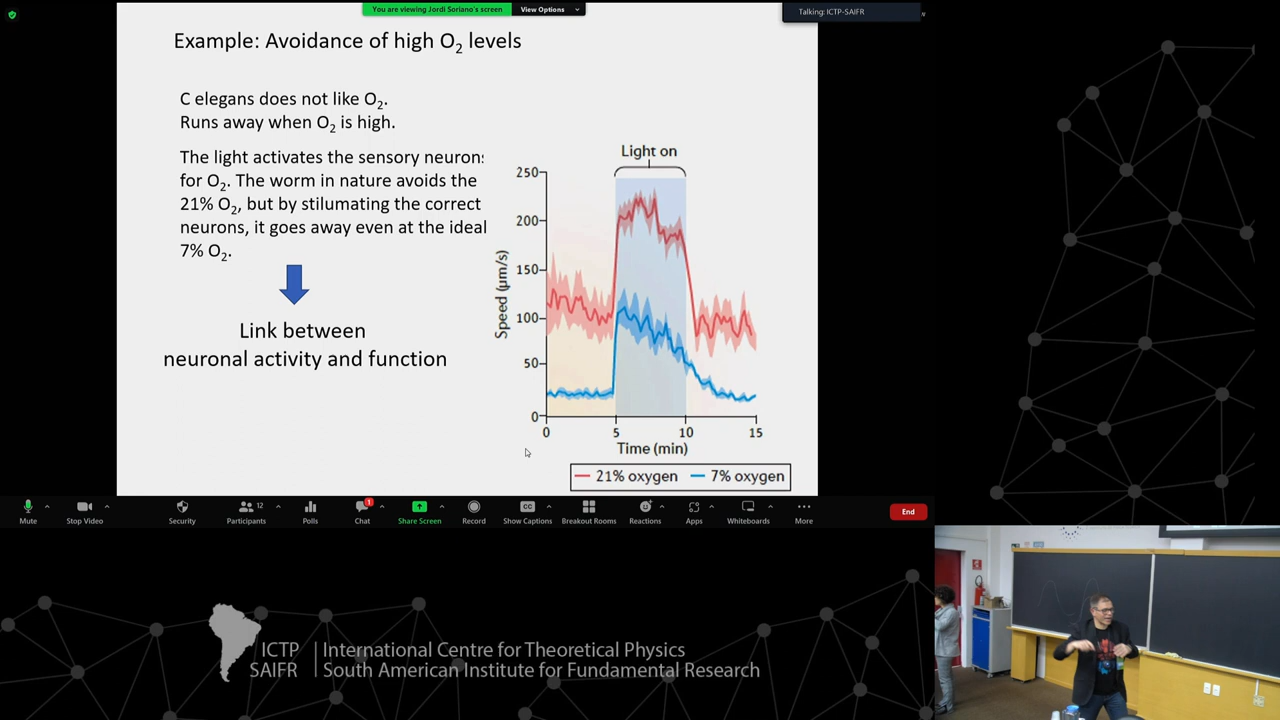 You are viewing Jordi Soriano's screen
View Options
Talking: ICTP-SAIFR
Example: Avoidance of high O2 levels
C elegans does not like O2.
Runs away when O2 is high.
The light activates the sensory neurons
for O2. The worm in nature avoids the
21% O2, but by stilumating the correct
neurons, it goes away even at the ideal
7% O2.
Link between
neuronal activity and function
Light on
250
200
150
100
50
0
Speed (μm/s)
0 5 10 15
Time (min)
21% oxygen 7% oxygen
Mute
Stop Video
Security
12
Participants
Polls
1
Chat
Share Screen
Record
CC
Show Captions
Breakout Rooms
Reactions
Apps
Whiteboards
More
End
ICTP International Centre for Theoretical Physics
SAIFR South American Institute for Fundamental Research